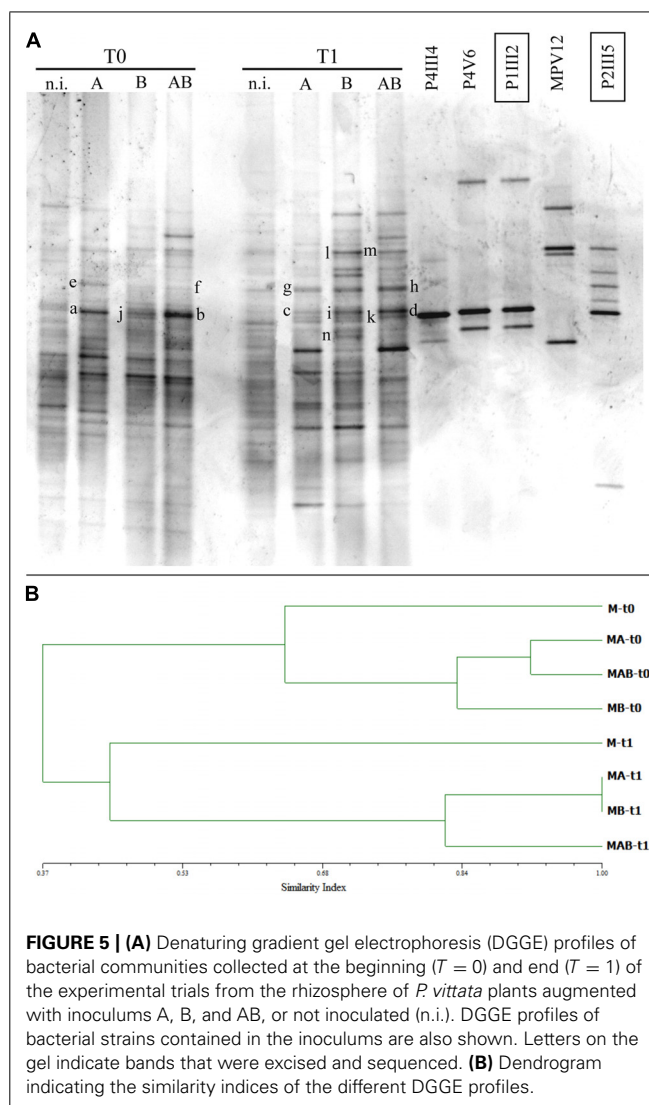 A
T0
T1
n.i. A B AB
n.i. A B AB
P4III4
P4V6
P1III2
MPV12
P2III5
l m
e f g h
a j b c i k d
n
B
M-t0
MA-t0
MAB-t0
MB-t0
M-t1
MA-t1
MB-t1
MAB-t1
0.37 0.53 0.68 0.84 1.00
Similarity Index
FIGURE 5 | (A) Denaturing gradient gel electrophoresis (DGGE) profiles of
bacterial communities collected at the beginning (T = 0) and end (T = 1) of
the experimental trials from the rhizosphere of P. vittata plants augmented
with inoculums A, B, and AB, or not inoculated (n.i.). DGGE profiles of
bacterial strains contained in the inoculums are also shown. Letters on the
gel indicate bands that were excised and sequenced. (B) Dendrogram
indicating the similarity indices of the different DGGE profiles.